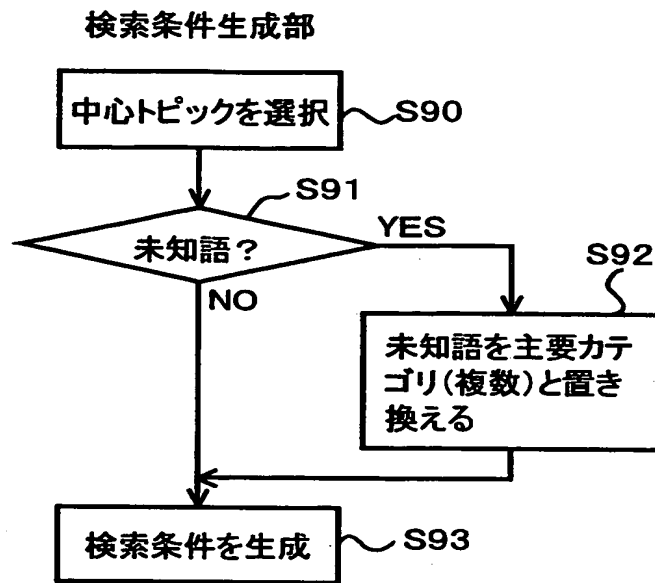 検索条件生成部
中心トピックを選択
S90
S91
未知語？
YES
NO
S92
未知語を主要カテ
ゴリ(複数)と置き
換える
検索条件を生成
S93